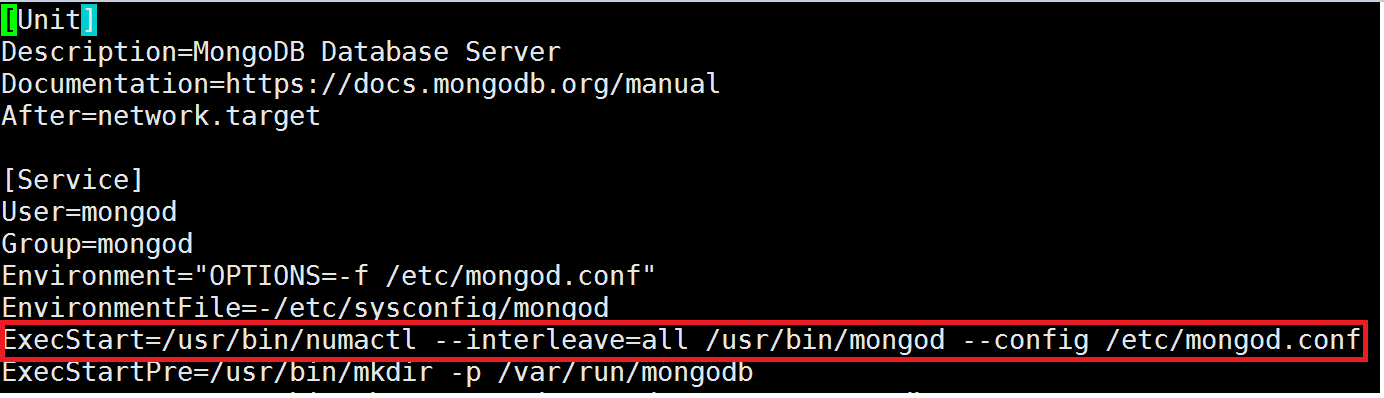 [Unit]
Description=MongoDB Database Server
Documentation=https://docs.mongodb.org/manual
After=network.target
[Service]
User=mongod
Group=mongod
Environment="OPTIONS=-f /etc/mongod.conf"
EnvironmentFile=-/etc/sysconfig/mongod
ExecStart=/usr/bin/numactl --interleave=all /usr/bin/mongod --config /etc/mongod.conf
ExecStartPre=/usr/bin/mkdir -p /var/run/mongodb